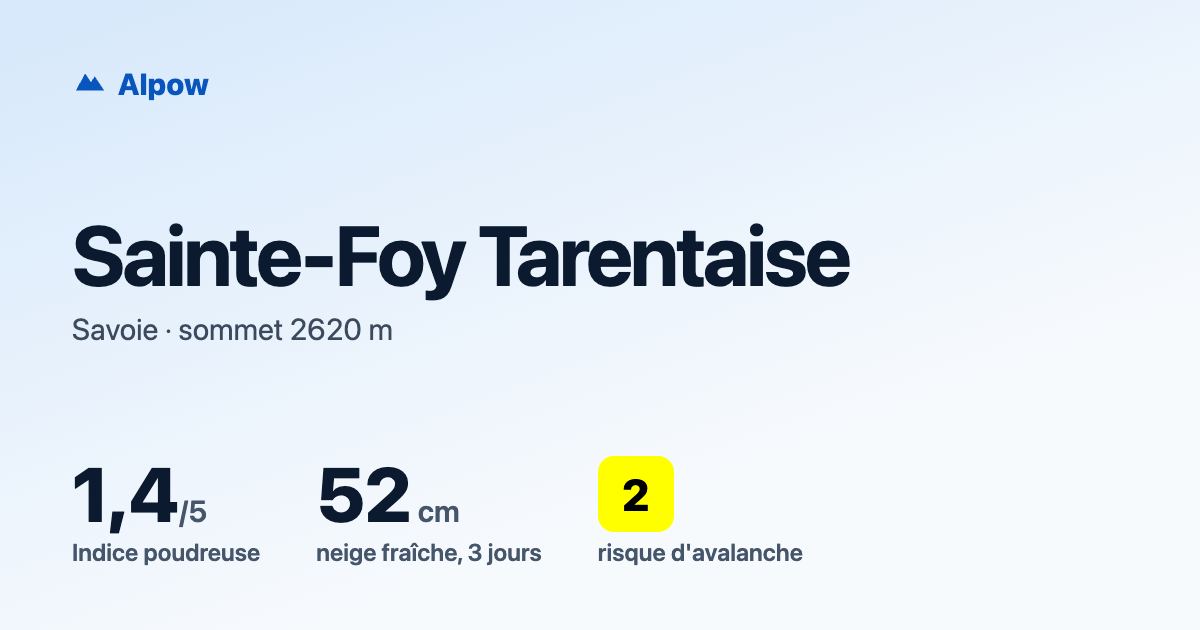 Alpow
Sainte-Foy Tarentaise
Savoie · sommet 2620 m
1,4/5
Indice poudreuse
52 cm
neige fraîche, 3 jours
2
risque d'avalanche